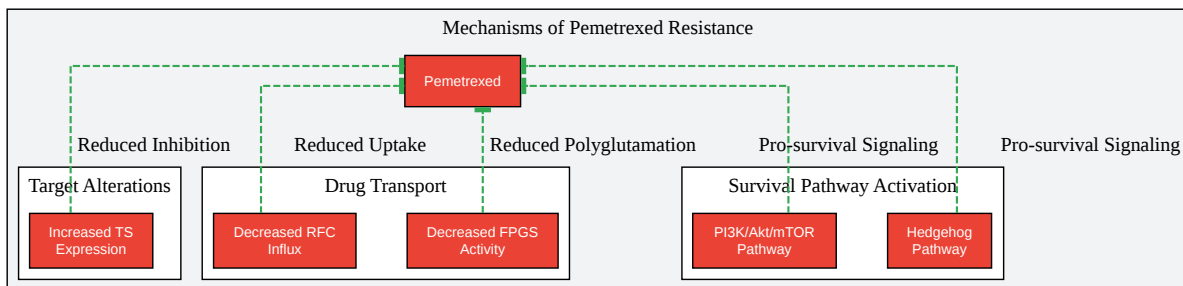 Mechanisms of Pemetrexed Resistance
Pemetrexed
Reduced Inhibition
Reduced Uptake
Reduced Polyglutamation
Pro-survival Signaling
Pro-survival Signaling
Target Alterations
Drug Transport
Survival Pathway Activation
Increased TS
Expression
Decreased RFC
Influx
Decreased FPGS
Activity
PI3K/Akt/mTOR
Pathway
Hedgehog
Pathway